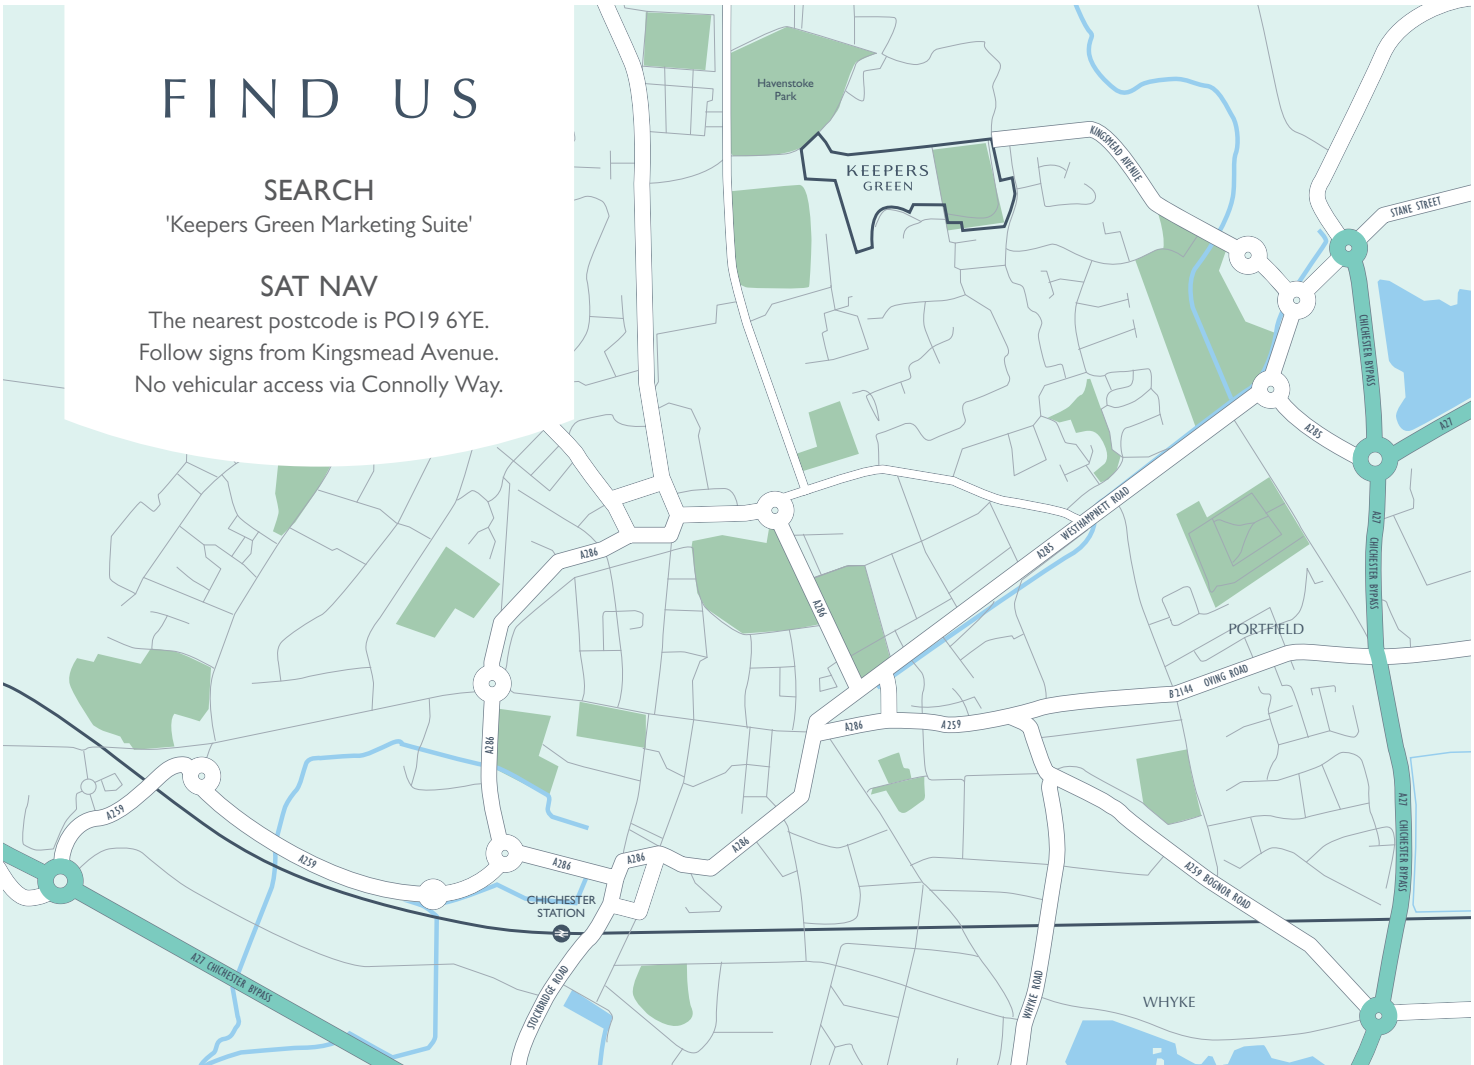 FIND US
SEARCH
'Keepers Green Marketing Suite'
SAT NAV
The nearest postcode is PO19 6YE.
Follow signs from Kingsmead Avenue.
No vehicular access via Connolly Way.
Havenstoke
Park
KEEPERS
GREEN
KINGSMEAD AVENUE
STANE STREET
CHICHESTER BYPASS
A27
A285
A285 WESTHAMPNETT ROAD
A27 CHICHESTER BYPASS
A286
A286
PORTFIELD
B2144 OVING ROAD
A286
A286
A259
A27 CHICHESTER BYPASS
A259
A259
A286
A286
A286
A259 BOGNOR ROAD
CHICHESTER
STATION
A27 CHICHESTER BYPASS
STOCKBRIDGE ROAD
WHYKE ROAD
WHYKE